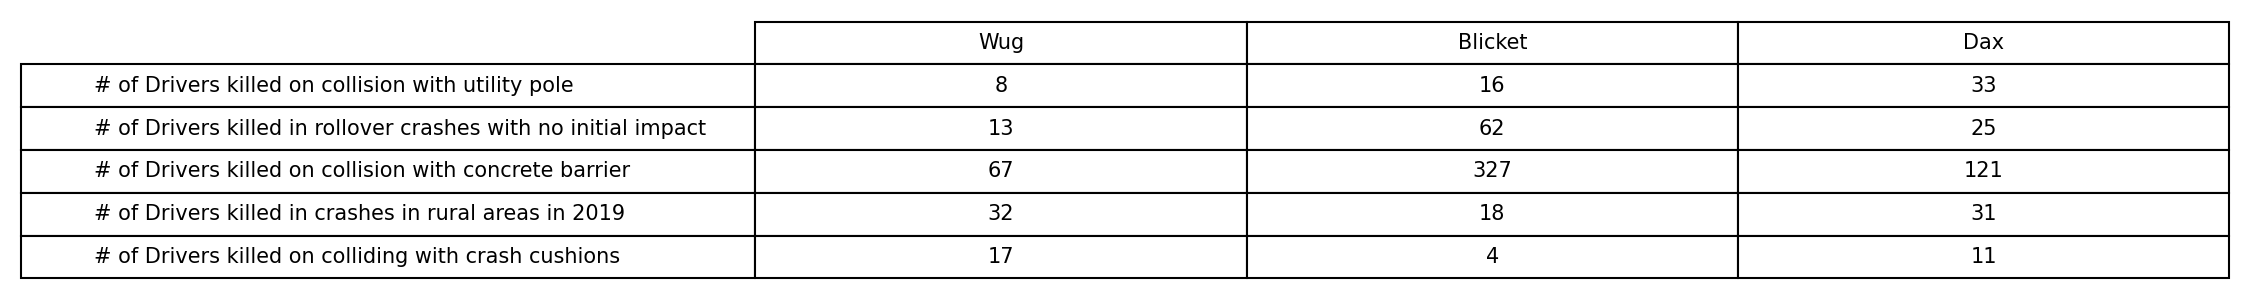 Wug Blicket Dax
# of Drivers killed on collision with utility pole 8 16 33
# of Drivers killed in rollover crashes with no initial impact 13 62 25
# of Drivers killed on collision with concrete barrier 67 327 121
# of Drivers killed in crashes in rural areas in 2019 32 18 31
# of Drivers killed on colliding with crash cushions 17 4 11